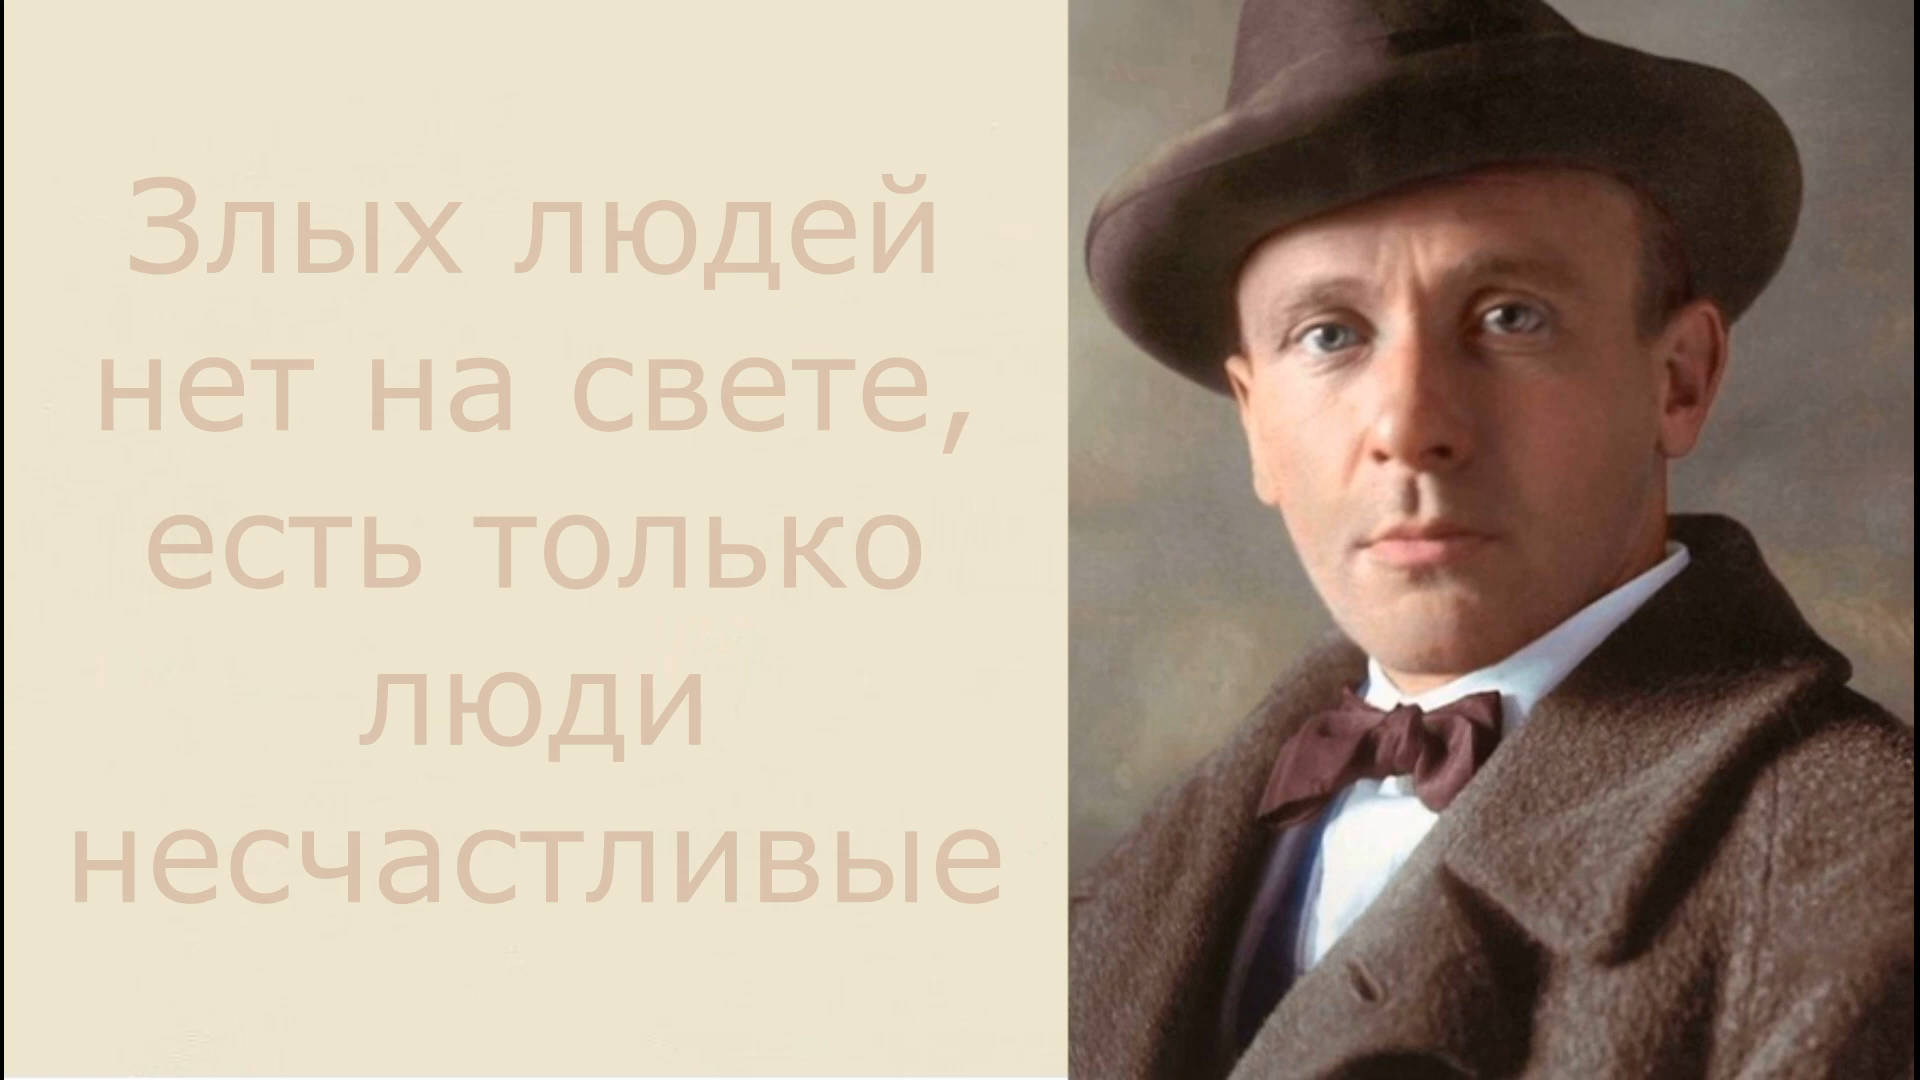 Злых людей
нет на свете,
есть только
люди
несчастливые